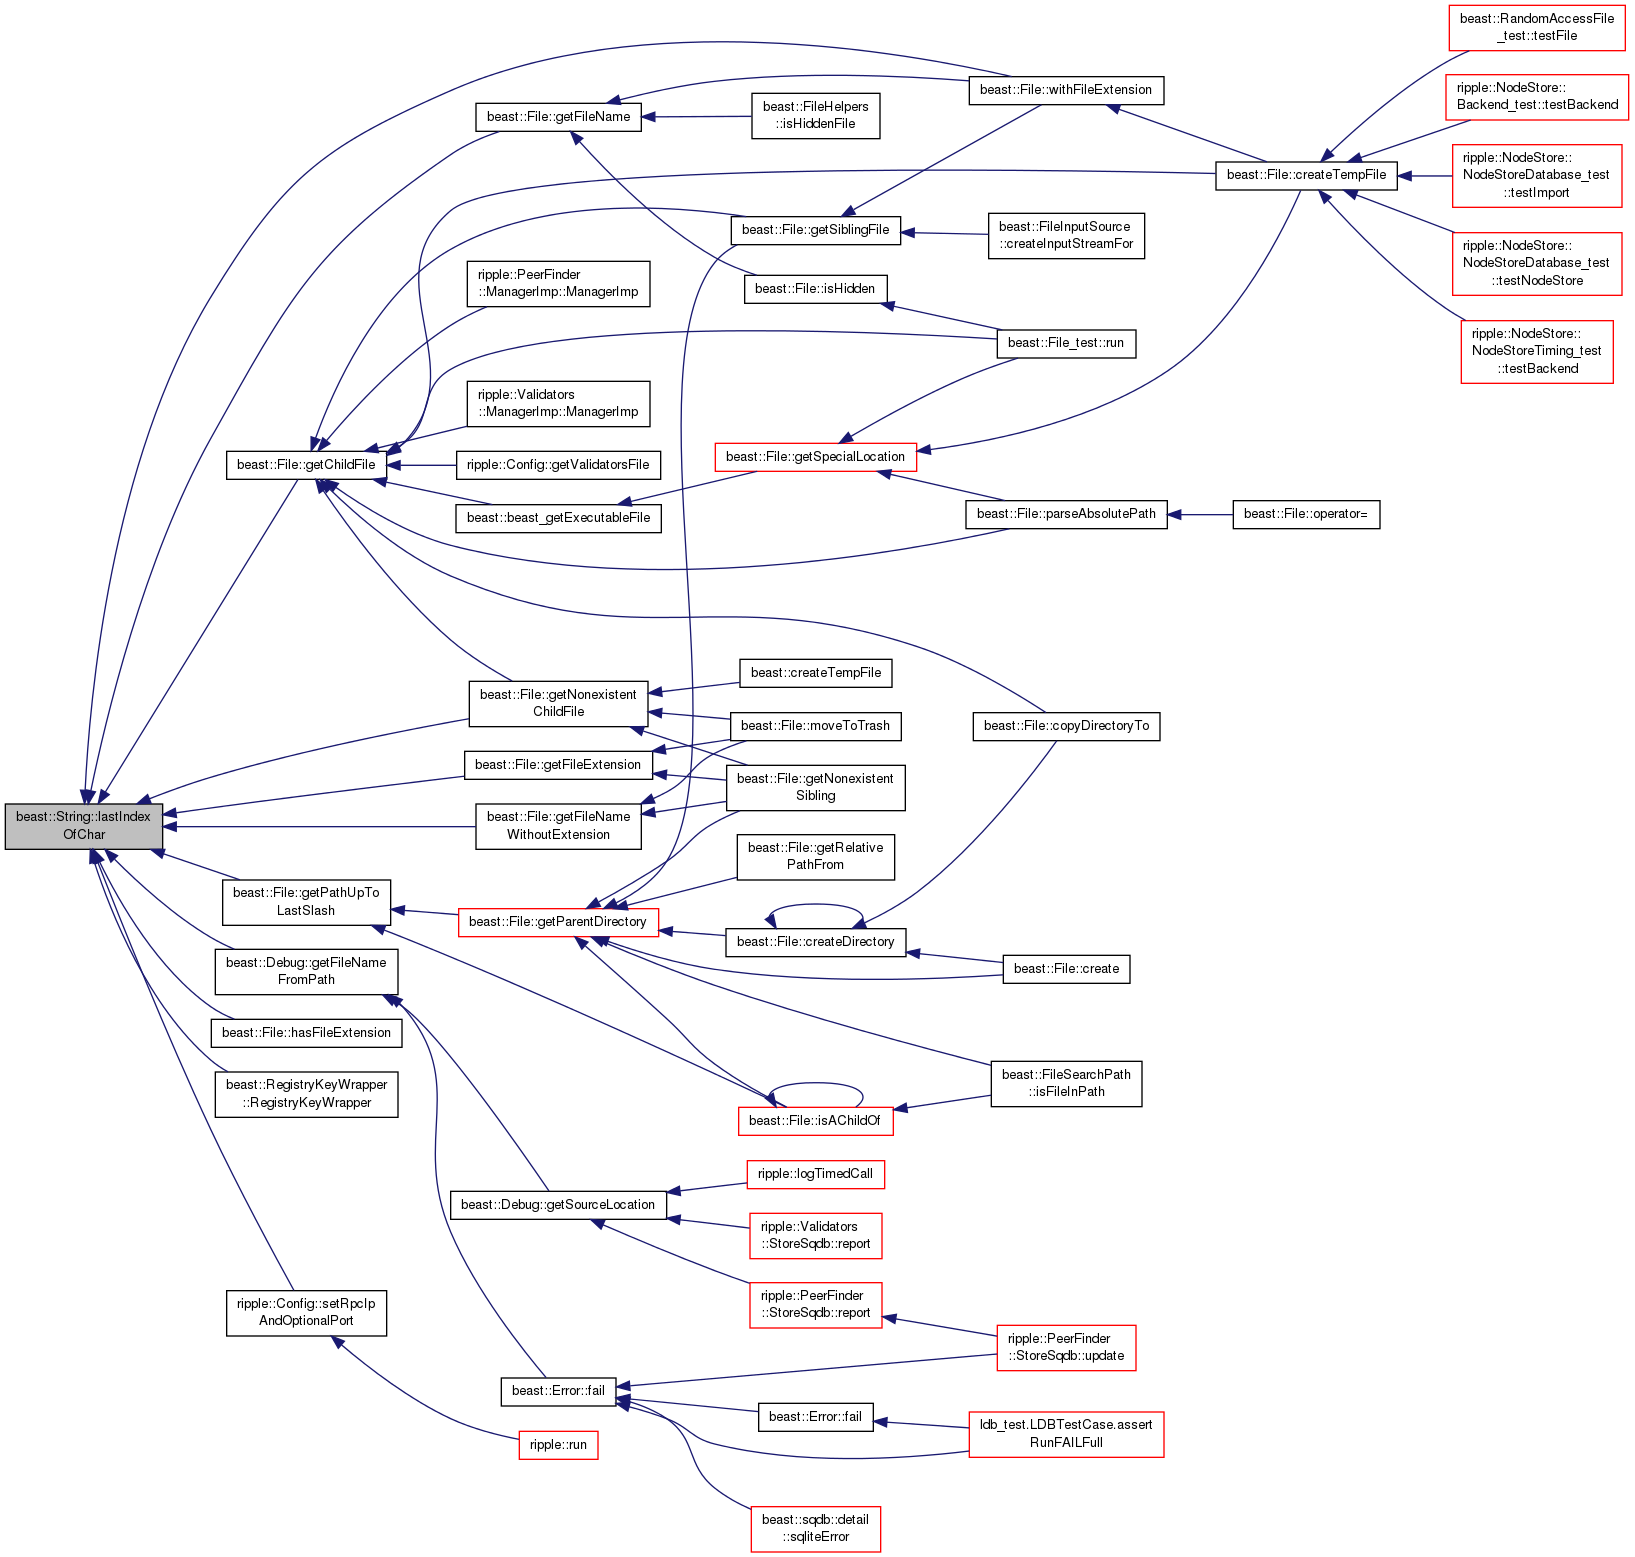 beast::RandomAccessFile
_test::testFile
ripple::NodeStore::
Backend_test::testBackend
beast::File::withFileExtension
beast::File::getFileName
beast::FileHelpers
::isHiddenFile
ripple::NodeStore::
NodeStoreDatabase_test
::testImport
beast::File::createTempFile
beast::File::getSiblingFile
beast::FileInputSource
::createInputStreamFor
ripple::NodeStore::
NodeStoreDatabase_test
::testNodeStore
ripple::PeerFinder
::ManagerImp::ManagerImp
beast::File::isHidden
beast::File_test::run
ripple::NodeStore::
NodeStoreTiming_test
::testBackend
ripple::Validators
::ManagerImp::ManagerImp
beast::File::getChildFile
ripple::Config::getValidatorsFile
beast::File::getSpecialLocation
beast::beast_getExecutableFile
beast::File::parseAbsolutePath
beast::File::operator=
beast::createTempFile
beast::File::getNonexistent
ChildFile
beast::File::moveToTrash
beast::File::copyDirectoryTo
beast::File::getFileExtension
beast::File::getNonexistent
Sibling
beast::String::lastIndex
OfChar
beast::File::getFileName
WithoutExtension
beast::File::getRelative
PathFrom
beast::File::getPathUpTo
LastSlash
beast::File::getParentDirectory
beast::File::createDirectory
beast::File::create
beast::Debug::getFileName
FromPath
beast::File::hasFileExtension
beast::RegistryKeyWrapper
::RegistryKeyWrapper
beast::FileSearchPath
::isFileInPath
beast::File::isAChildOf
ripple::logTimedCall
beast::Debug::getSourceLocation
ripple::Validators
::StoreSqdb::report
ripple::PeerFinder
::StoreSqdb::report
ripple::Config::setRpcIp
AndOptionalPort
ripple::PeerFinder
::StoreSqdb::update
beast::Error::fail
beast::Error::fail
ldb_test.LDBTestCase.assert
RunFAILFull
ripple::run
beast::sqdb::detail
::sqliteError